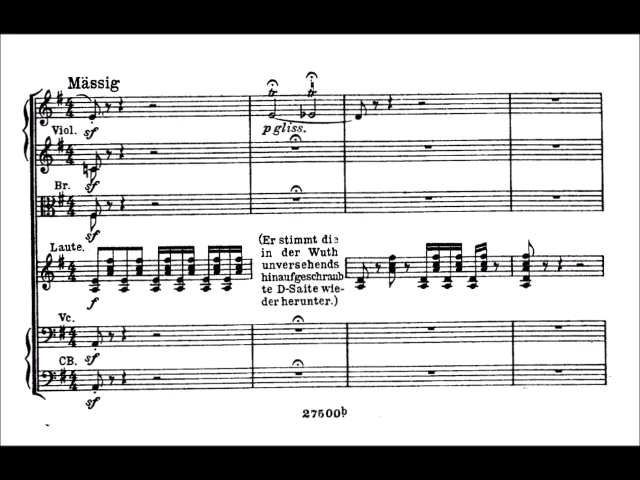 Mässig
Viol.
sf
p gliss.
sf
Br.
sf
Laute.
(Er stimmt die
in der Wuth
unversehends
hinaufgeschraub
te D-Saite wie-
der herunter.)
f
Vc.
sf
CB.
sf
27500b